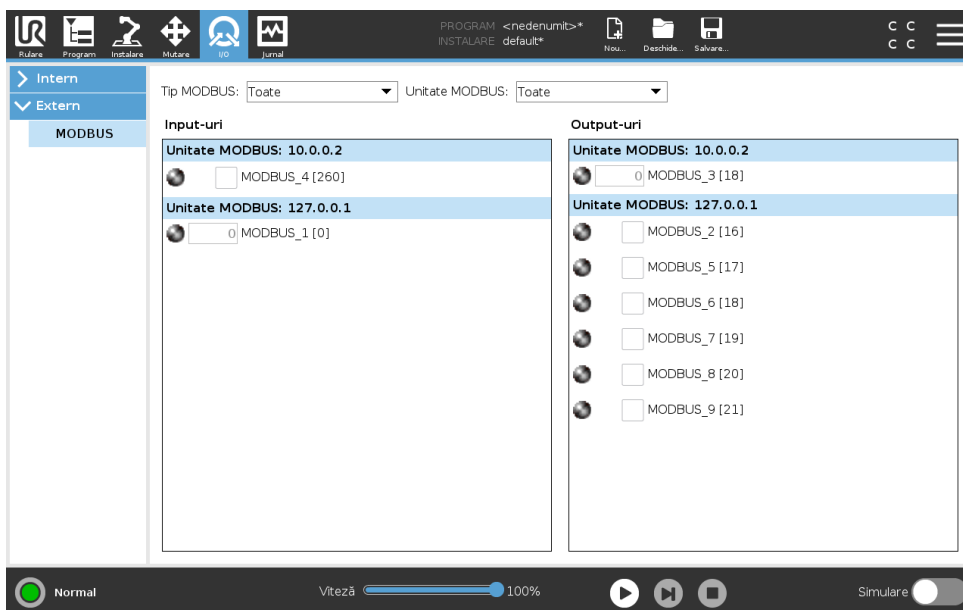 PROGRAM <nedenumit>*
INSTALARE default*
C C
C C
Rulare Program Instalare Mutare I/O Jurnal Nou... Deschide... Salvare...
Intern
Extern
MODBUS
Tip MODBUS: Toate Unitate MODBUS: Toate
Input-uri
Unitate MODBUS: 10.0.0.2
MODBUS_4 [260]
Unitate MODBUS: 127.0.0.1
0 MODBUS_1 [0]
Output-uri
Unitate MODBUS: 10.0.0.2
0 MODBUS_3 [18]
Unitate MODBUS: 127.0.0.1
MODBUS_2 [16]
MODBUS_5 [17]
MODBUS_6 [18]
MODBUS_7 [19]
MODBUS_8 [20]
MODBUS_9 [21]
Normal Viteză 100% Simulare